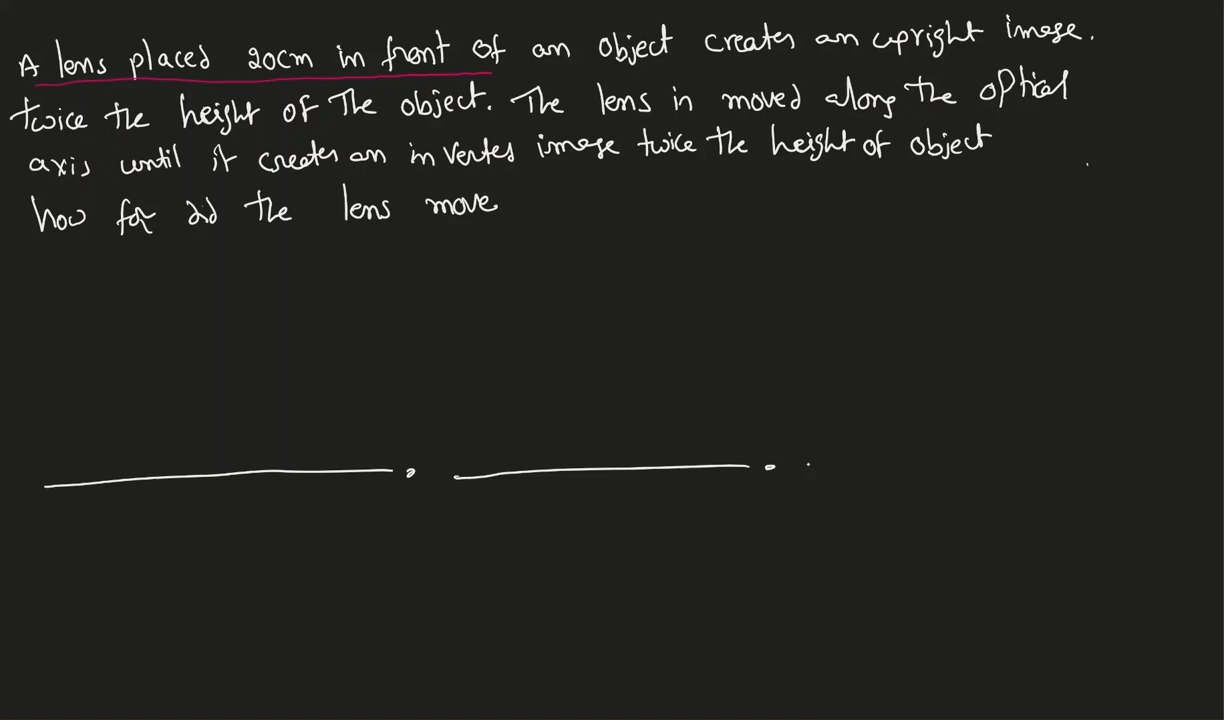 A lens placed 20cm in front of an object creates an upright image.
twice the height of The object. The lens in moved along the optical
axis until it creates an invertes image twice the height of object
how far did the lens move